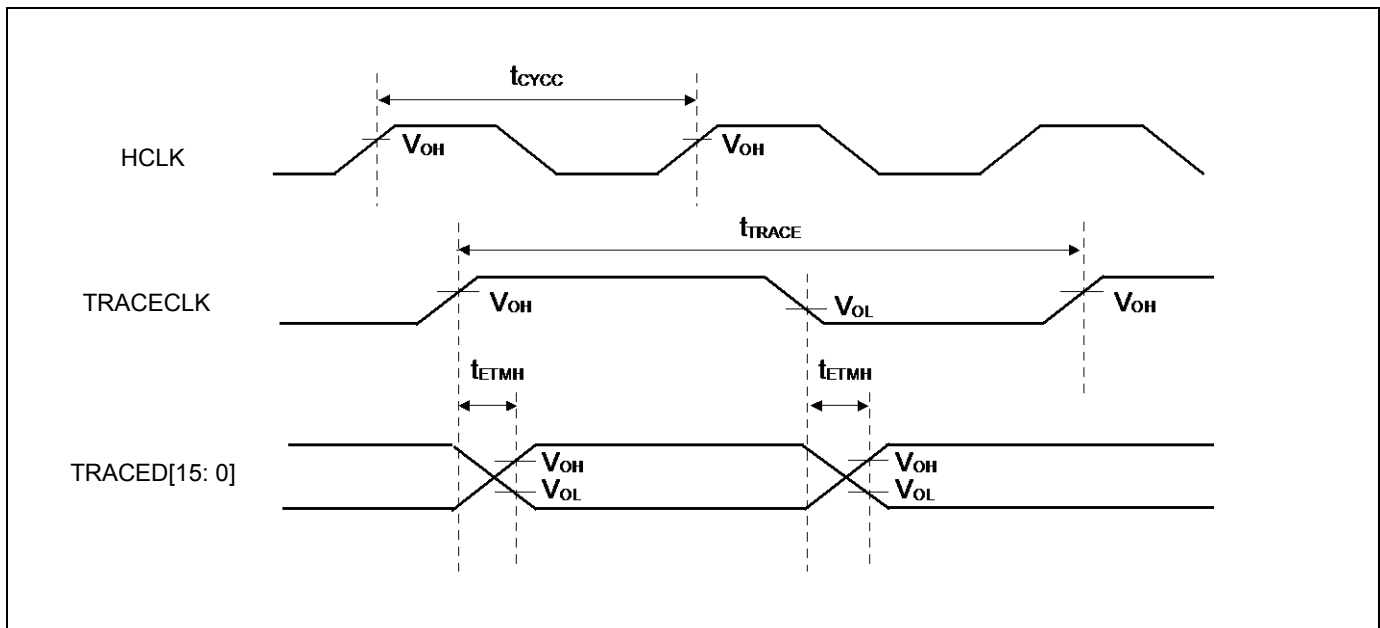 tCYCC
HCLK
VOH
VOH
tTRACE
TRACECLK
VOH
VOL
VOH
tETMH
tETMH
TRACED[15: 0]
VOH
VOH
VOL
VOL